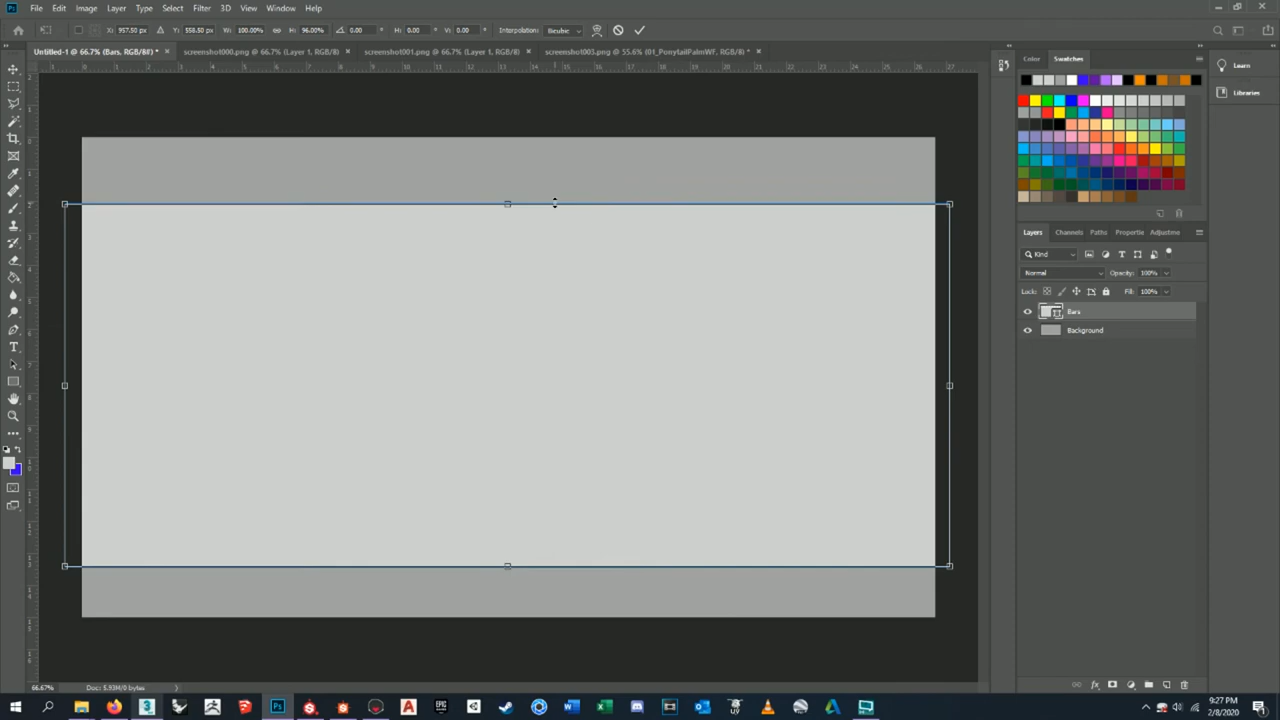 File Edit Image Layer Type Select Filter 3D View Window Help
X: 957.50 px Y: 558.50 px W: 100.00% H: 96.00% 0.00 ° H: 0.00 ° V: 0.00 ° Interpolation: Bicubic
Untitled-1 @ 66.7% (Bars, RGB/8#) * × screenshot000.png @ 66.7% (Layer 1, RGB/8) × screenshot001.png @ 66.7% (Layer 1, RGB/8) × screenshot003.png @ 55.6% (01_PonytailPalmWF, RGB/8) * ×
Color Swatches
Learn
Libraries
Layers Channels Paths Propertie Adjustme
Kind
Normal Opacity: 100%
Lock: Fill: 100%
Bars
Background
66.67% Doc: 5.93M/0 bytes
9:27 PM
2/8/2020